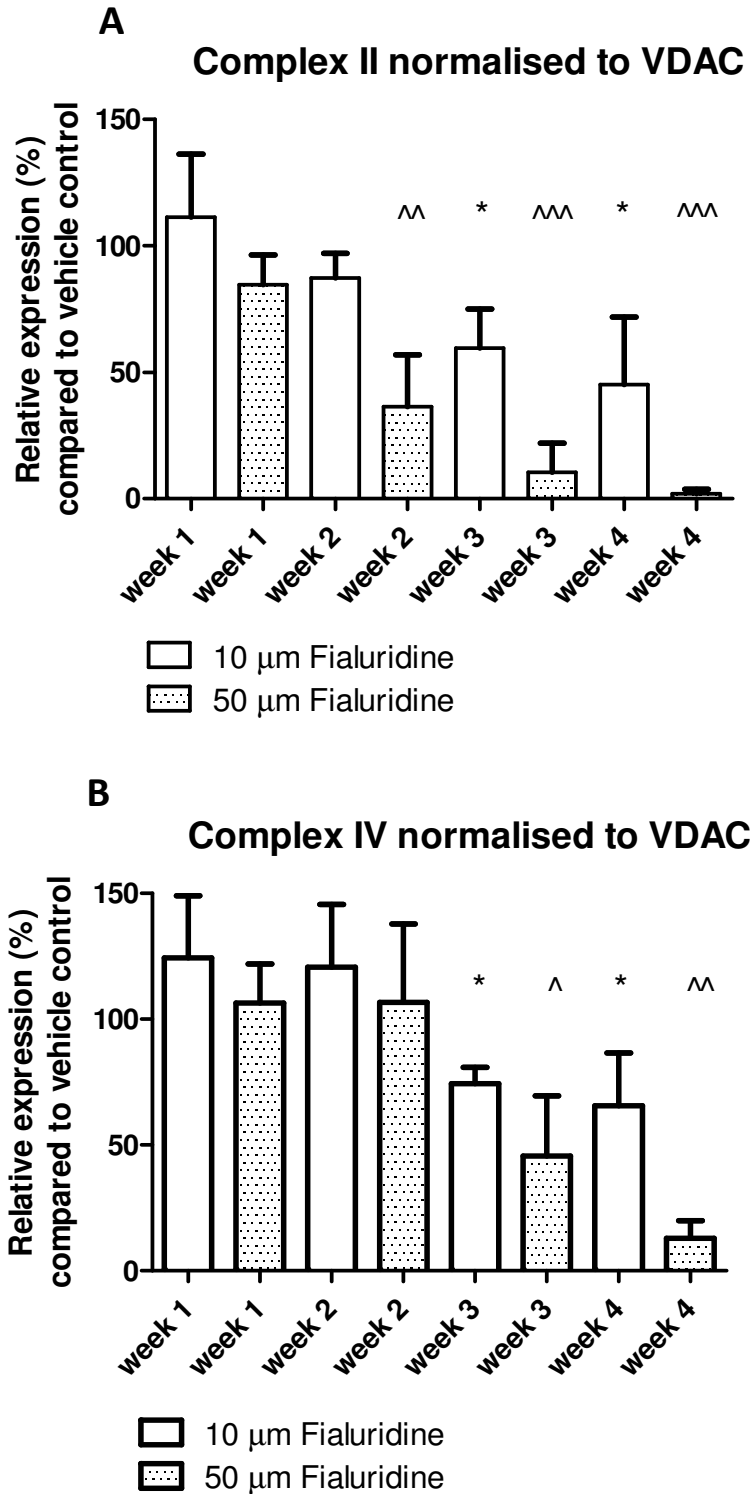 A
Complex II normalised to VDAC
Relative expression (%)
compared to vehicle control
150
100
50
0
^^ * ^^^ * ^^^
week 1 week 1 week 2 week 2 week 3 week 3 week 4 week 4
10 μm Fialuridine
50 μm Fialuridine
B
Complex IV normalised to VDAC
Relative expression (%)
compared to vehicle control
150
100
50
0
* ^ * ^^
week 1 week 1 week 2 week 2 week 3 week 3 week 4 week 4
10 μm Fialuridine
50 μm Fialuridine